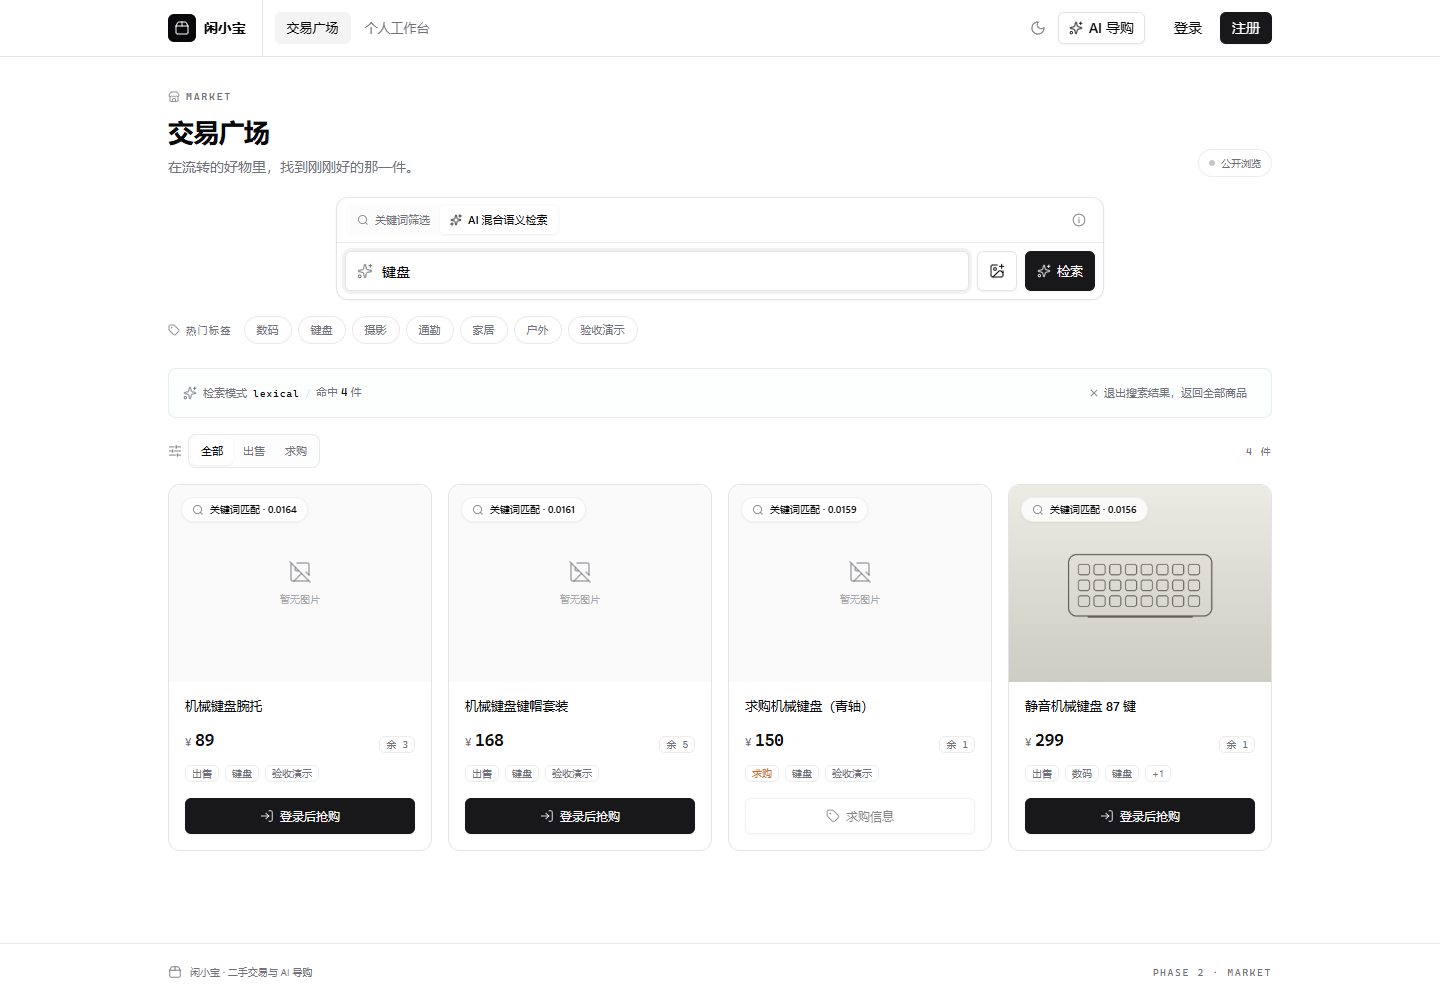 闲小宝 交易广场 个人工作台 AI 导购 登录 注册
MARKET
交易广场
在流转的好物里，找到刚刚好的那一件。
公开浏览
关键词筛选 AI 混合语义检索
键盘 检索
热门标签 数码 键盘 摄影 通勤 家居 户外 验收演示
检索模式 lexical / 命中 4 件 退出搜索结果，返回全部商品
全部 出售 求购 4 件
关键词匹配 · 0.0164
暂无图片
机械键盘腕托
¥ 89 余 3
出售 键盘 验收演示
登录后抢购
关键词匹配 · 0.0161
暂无图片
机械键盘键帽套装
¥ 168 余 5
出售 键盘 验收演示
登录后抢购
关键词匹配 · 0.0159
暂无图片
求购机械键盘（青轴）
¥ 150 余 1
求购 键盘 验收演示
求购信息
关键词匹配 · 0.0156
静音机械键盘 87 键
¥ 299 余 1
出售 数码 键盘 +1
登录后抢购
闲小宝 · 二手交易与 AI 导购 PHASE 2 · MARKET